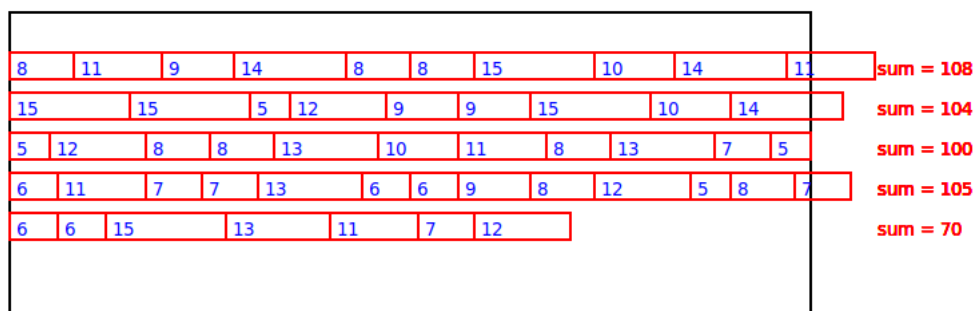 8 11 9 14 8 8 15 10 14 11 sum = 108
15 15 5 12 9 9 15 10 14 sum = 104
5 12 8 8 13 10 11 8 13 7 5 sum = 100
6 11 7 7 13 6 6 9 8 12 5 8 7 sum = 105
6 6 15 13 11 7 12 sum = 70